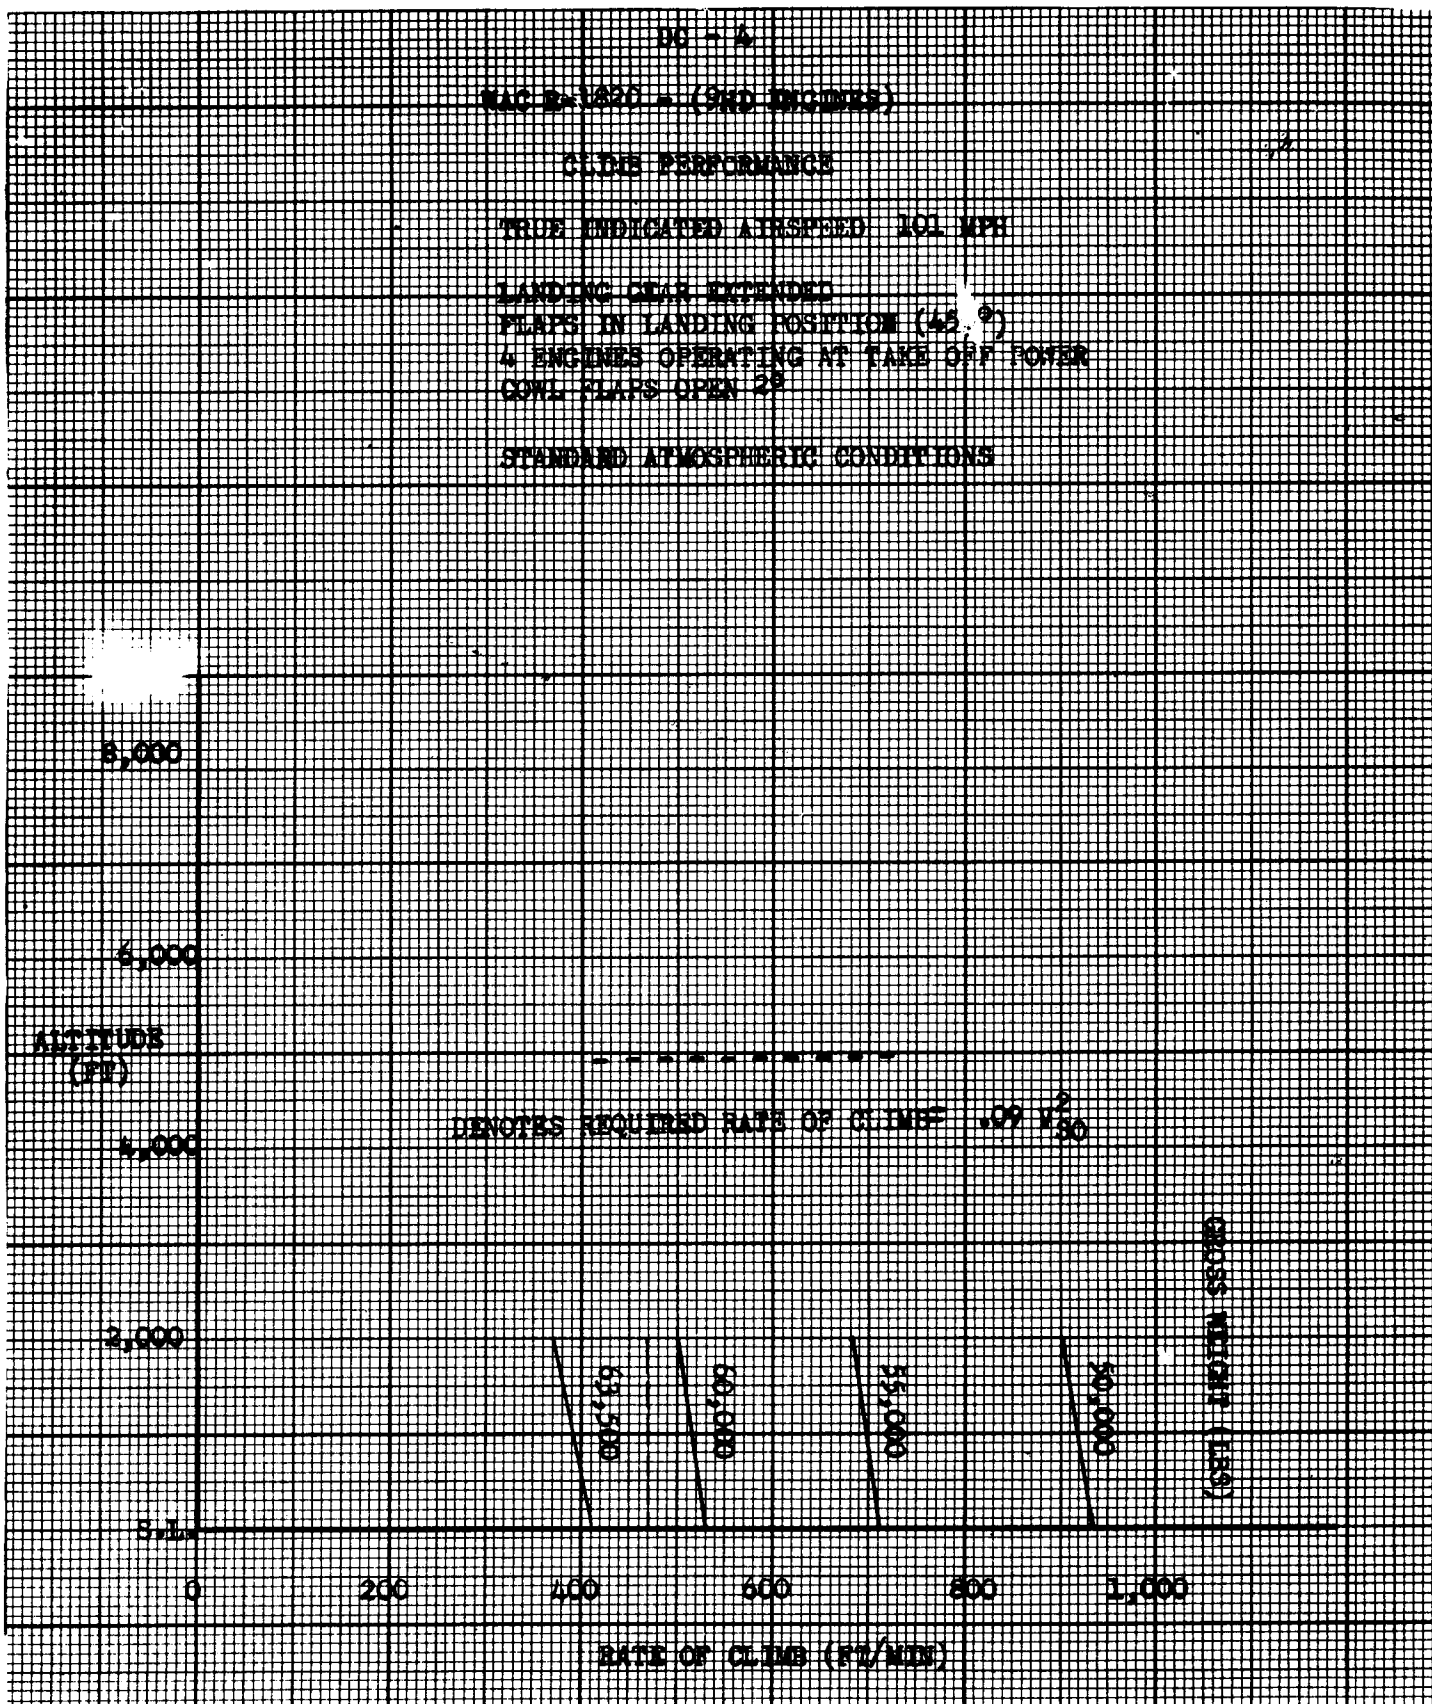 DC - 4
WAC R-1820 - (9HD ENGINES)
CLIMB PERFORMANCE
TRUE INDICATED AIRSPEED 101 MPH
LANDING GEAR EXTENDED
FLAPS IN LANDING POSITION (45°)
4 ENGINES OPERATING AT TAKE OFF POWER
COWL FLAPS OPEN 2°
STANDARD ATMOSPHERIC CONDITIONS
8,000
6,000
ALTITUDE
(FT)
DENOTES REQUIRED RATE OF CLIMB= .09 V²SO
4,000
2,000
63,500
60,000
55,000
50,000
GROSS WEIGHT (LBS)
S.L.
0 200 400 600 800 1,000
RATE OF CLIMB (FT/MIN)